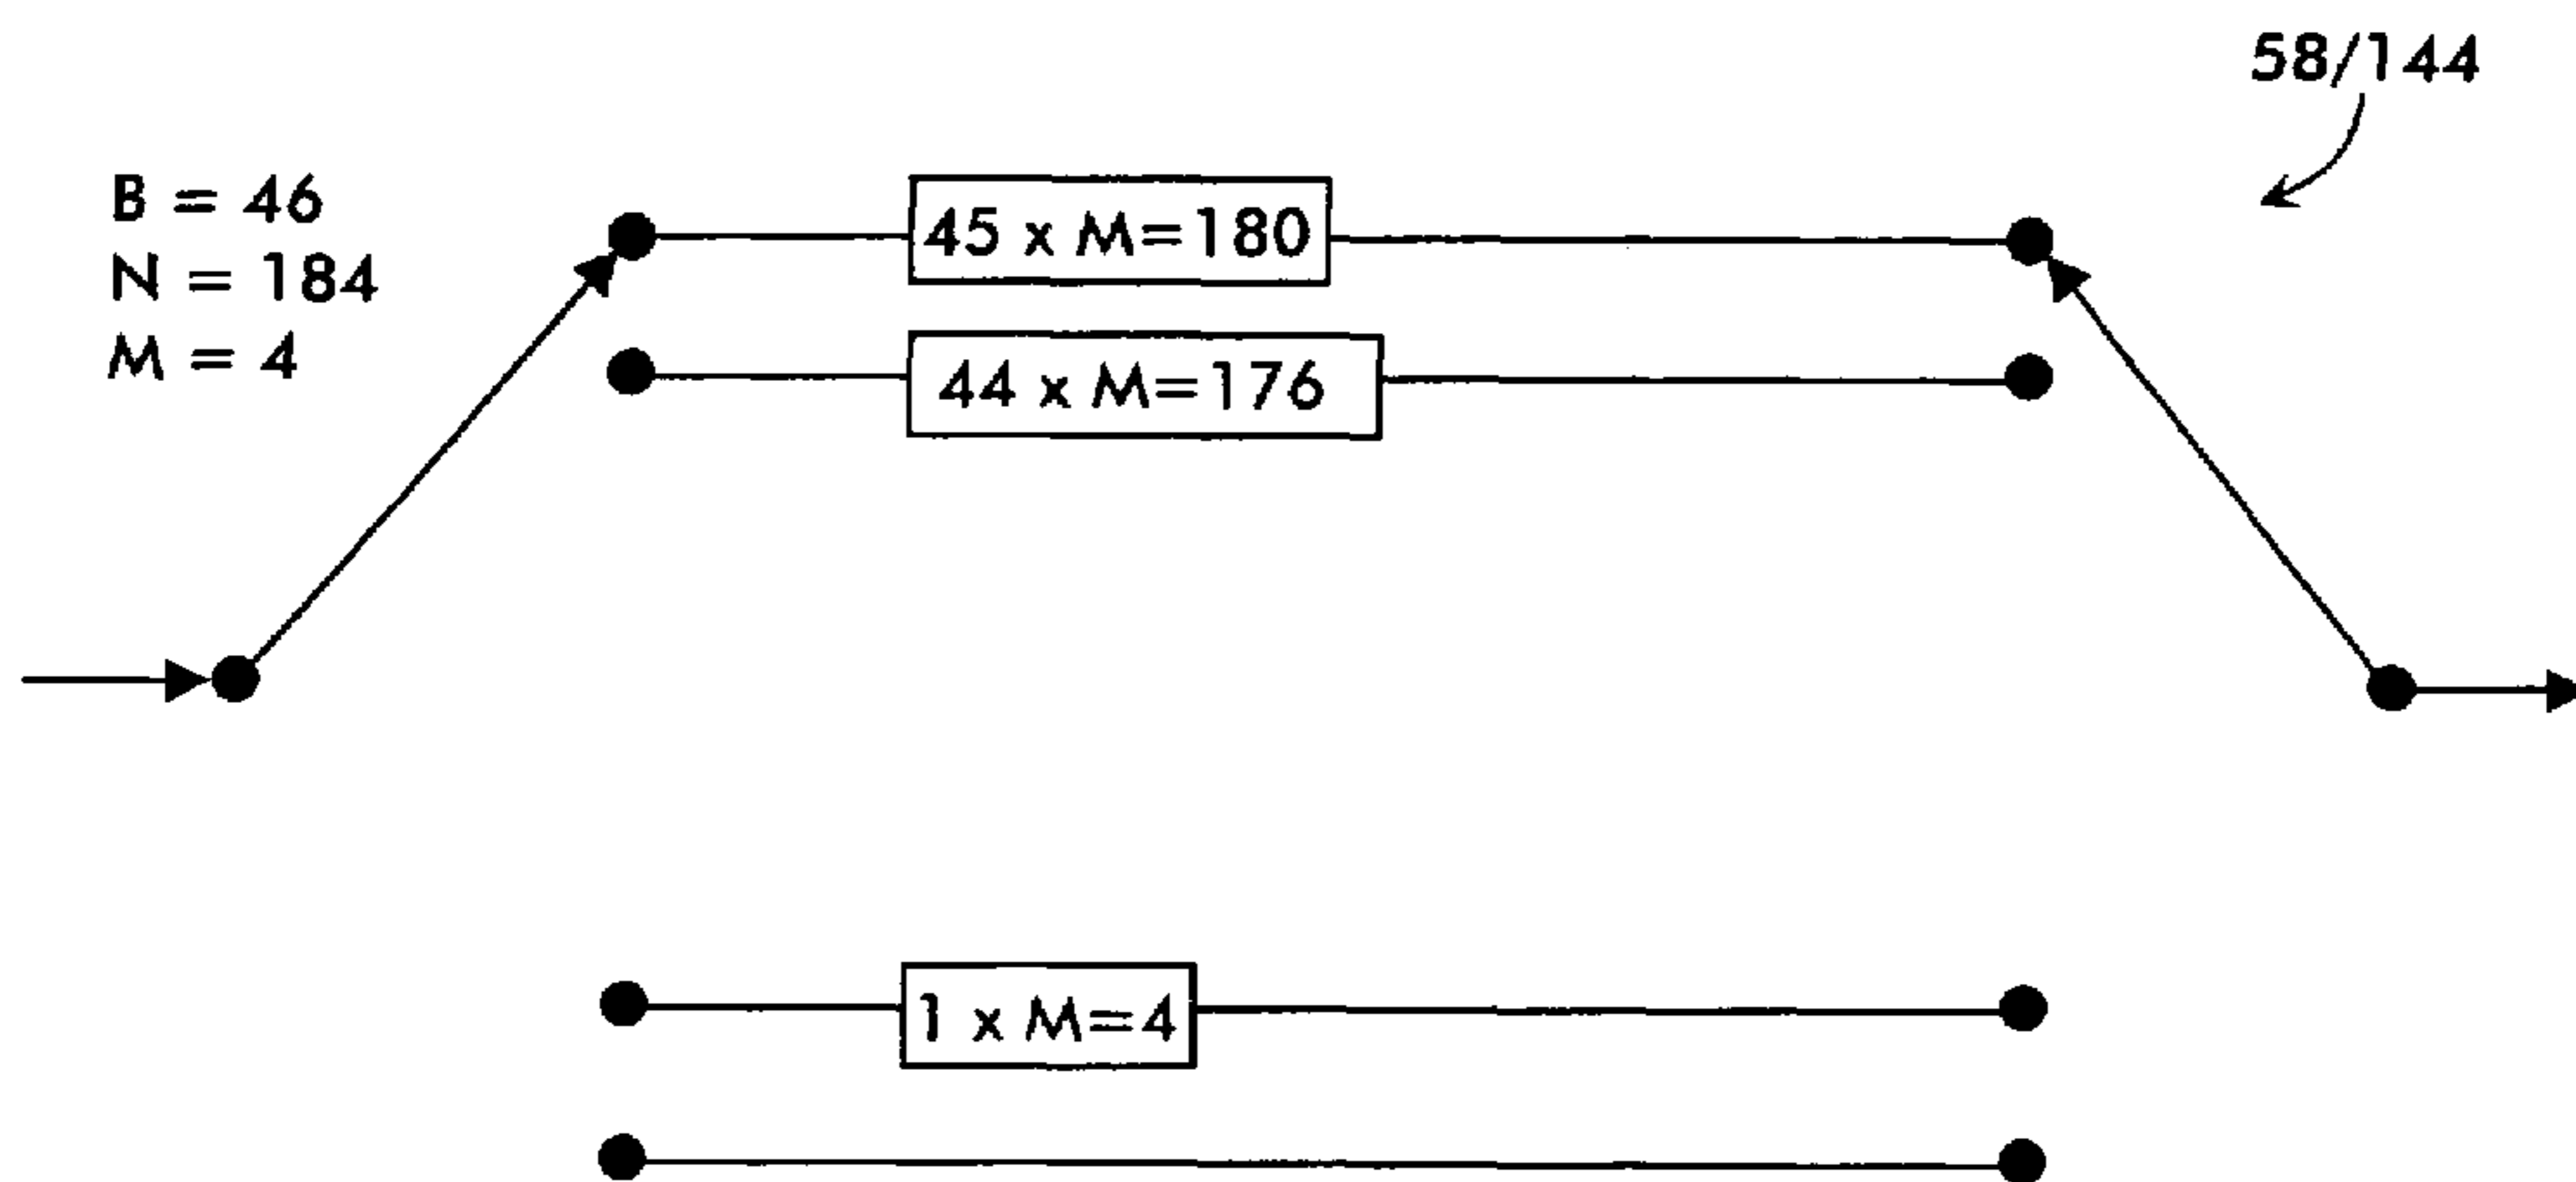 58/144
B = 46
N = 184
M = 4
45 x M=180
44 x M=176
1 x M=4